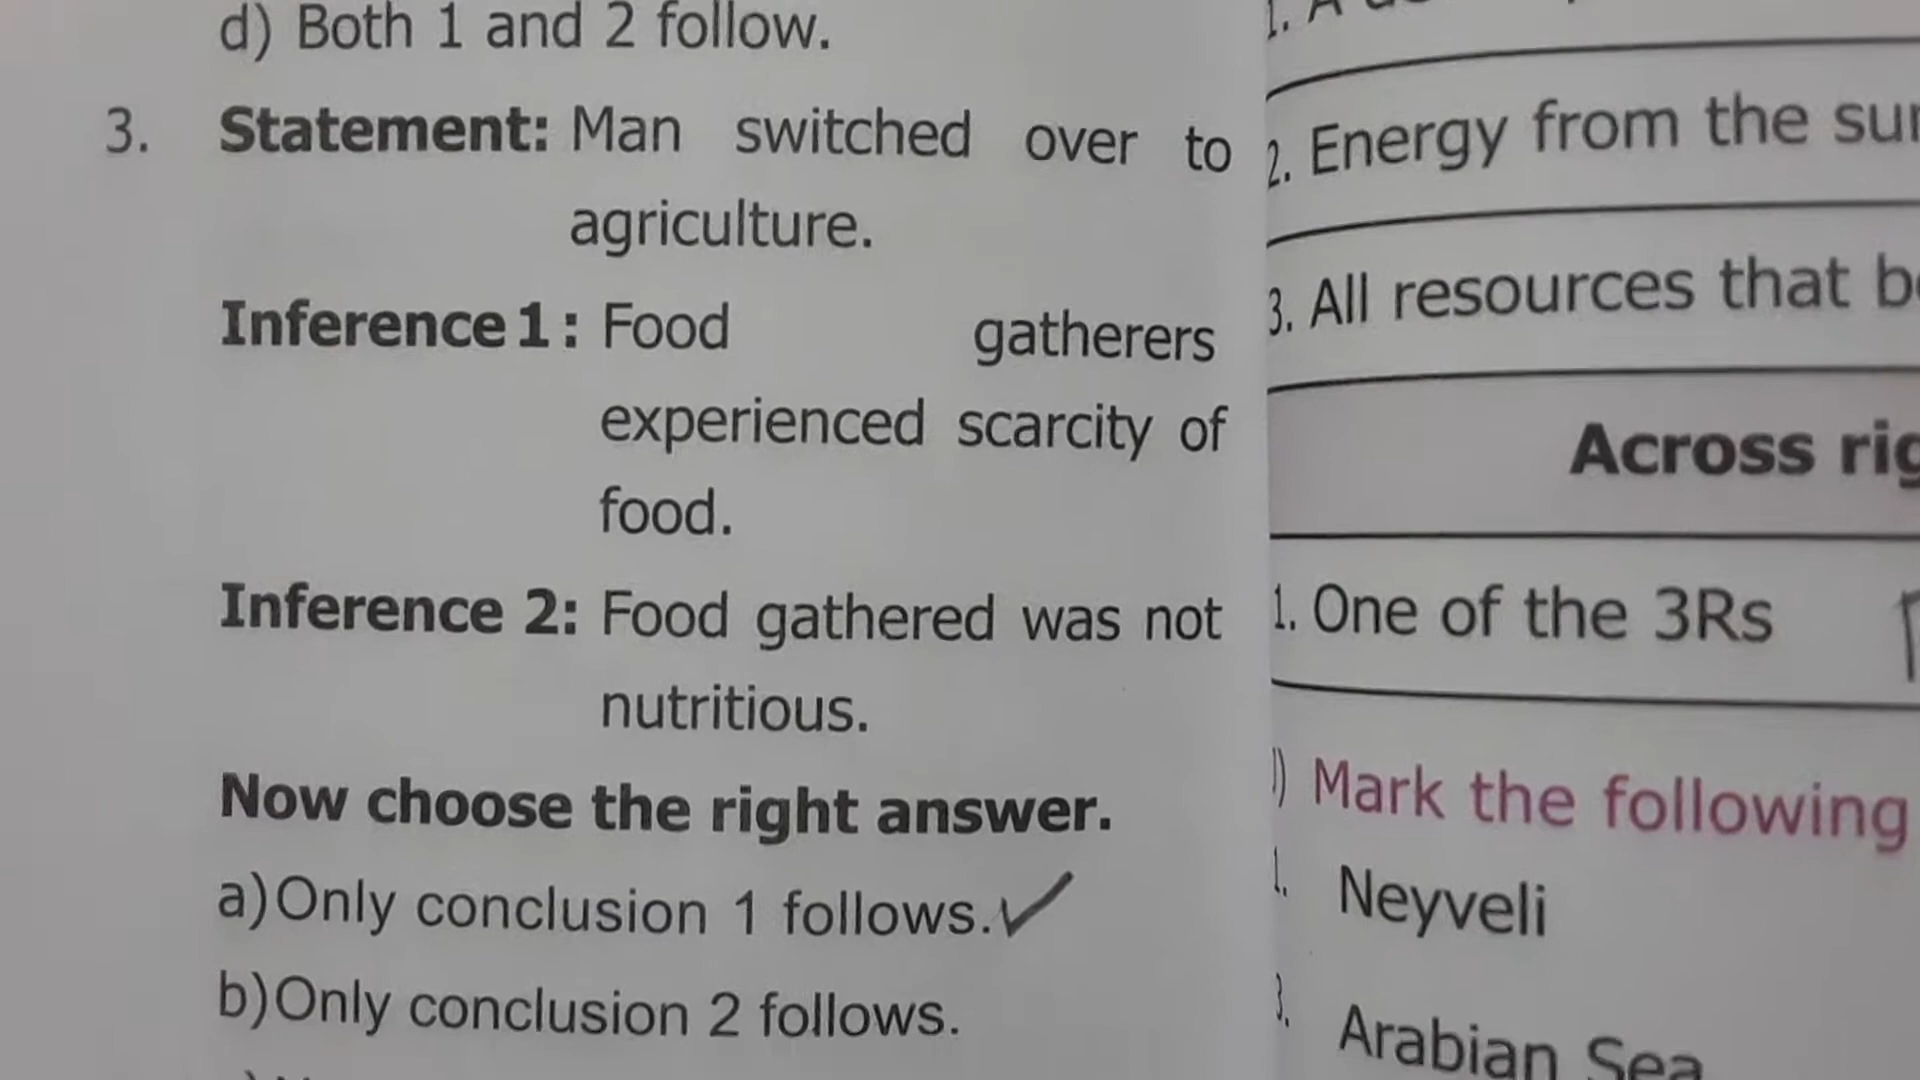 d) Both 1 and 2 follow.
3. Statement: Man switched over to
agriculture.
Inference 1: Food gatherers
experienced scarcity of
food.
Inference 2: Food gathered was not
nutritious.
Now choose the right answer.
a)Only conclusion 1 follows.✓
b)Only conclusion 2 follows.
1. A
2. Energy from the
3. All resources that
Across
1. One of the 3Rs
) Mark the following
1. Neyveli
3. Arabian Sea